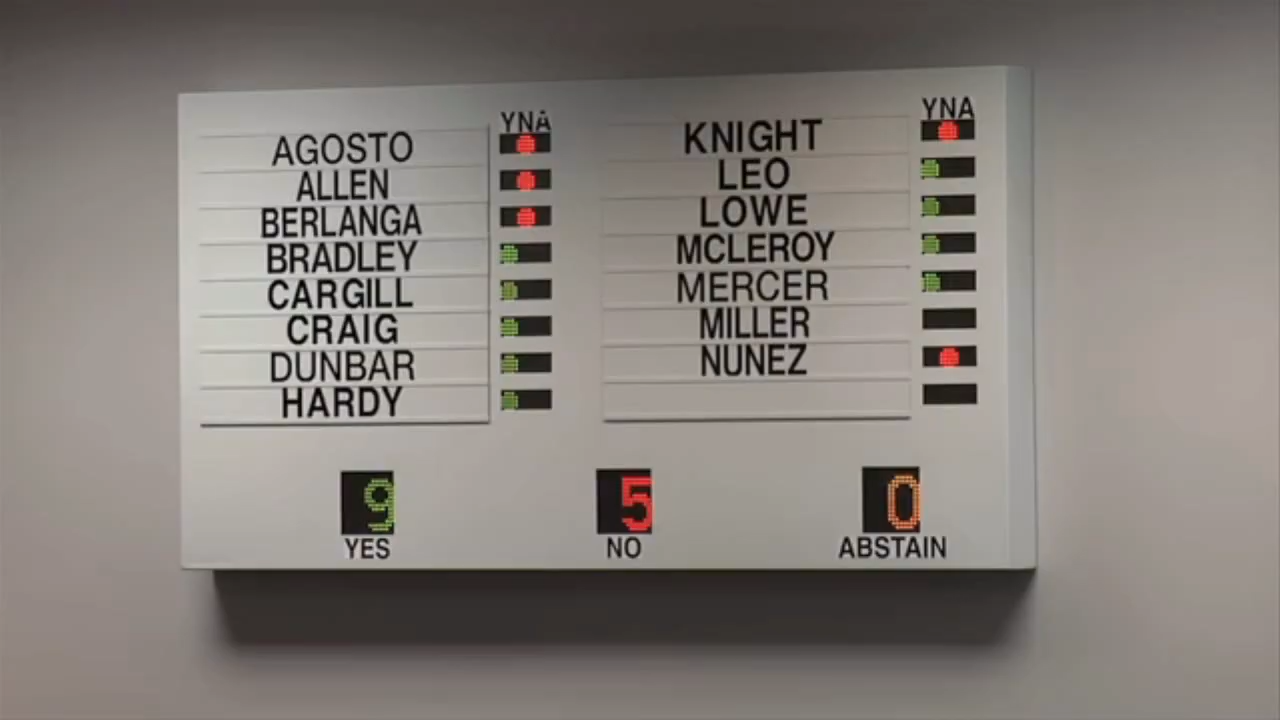 YNA
AGOSTO
ALLEN
BERLANGA
BRADLEY
CARGILL
CRAIG
DUNBAR
HARDY
YNA
KNIGHT
LEO
LOWE
MCLEROY
MERCER
MILLER
NUNEZ
9
YES
5
NO
0
ABSTAIN